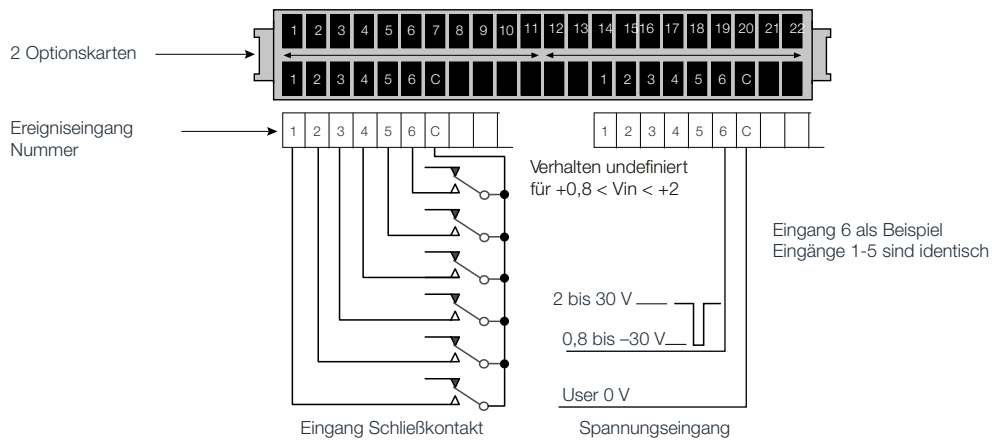 1 2 3 4 5 6 7 8 9 10 11 12 13 14 15 16 17 18 19 20 21 22
2 Optionskarten
1 2 3 4 5 6 C 1 2 3 4 5 6 C
Ereigniseingang
Nummer
1 2 3 4 5 6 C 1 2 3 4 5 6 C
Verhalten undefiniert
für +0,8 < Vin < +2
Eingang 6 als Beispiel
Eingänge 1-5 sind identisch
2 bis 30 V
0,8 bis –30 V
User 0 V
Eingang Schließkontakt
Spannungseingang